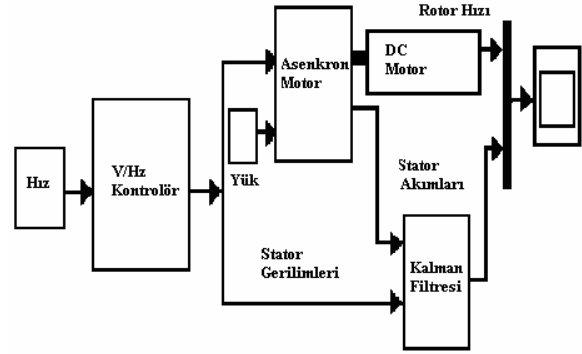 Rotor Hızı
Asenkron
Motor
DC
Motor
V/Hz
Kontrolör
Hız
Yük
Stator
Akımları
Stator
Gerilimleri
Kalman
Filtresi